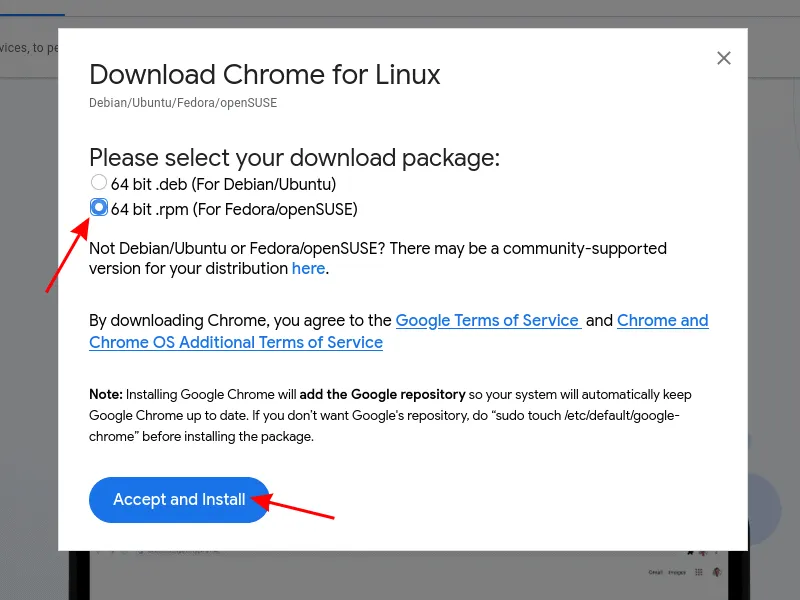 vices, to pe
Download Chrome for Linux
Debian/Ubuntu/Fedora/openSUSE
Please select your download package:
64 bit .deb (For Debian/Ubuntu)
64 bit .rpm (For Fedora/openSUSE)
Not Debian/Ubuntu or Fedora/openSUSE? There may be a community-supported
version for your distribution here.
By downloading Chrome, you agree to the Google Terms of Service and Chrome and
Chrome OS Additional Terms of Service
Note: Installing Google Chrome will add the Google repository so your system will automatically keep
Google Chrome up to date. If you don't want Google's repository, do “sudo touch /etc/default/google-
chrome” before installing the package.
Accept and Install
Gmail Images